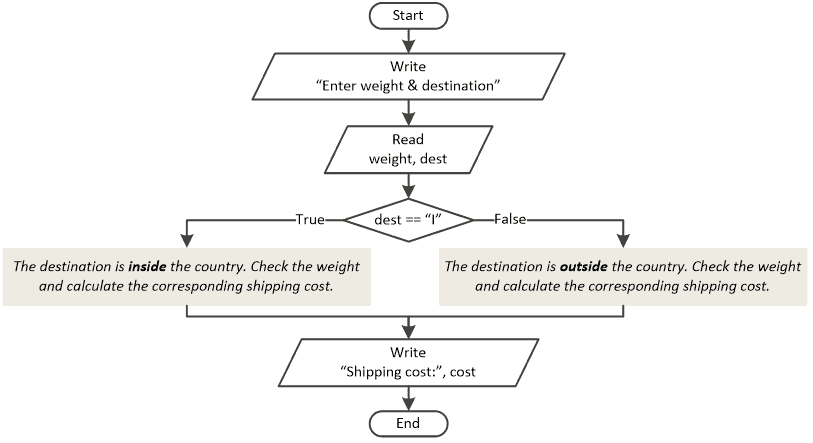 Start
Write
“Enter weight & destination”
Read
weight, dest
dest == “I”
True
False
The destination is inside the country. Check the weight
and calculate the corresponding shipping cost.
The destination is outside the country. Check the weight
and calculate the corresponding shipping cost.
Write
“Shipping cost:”, cost
End